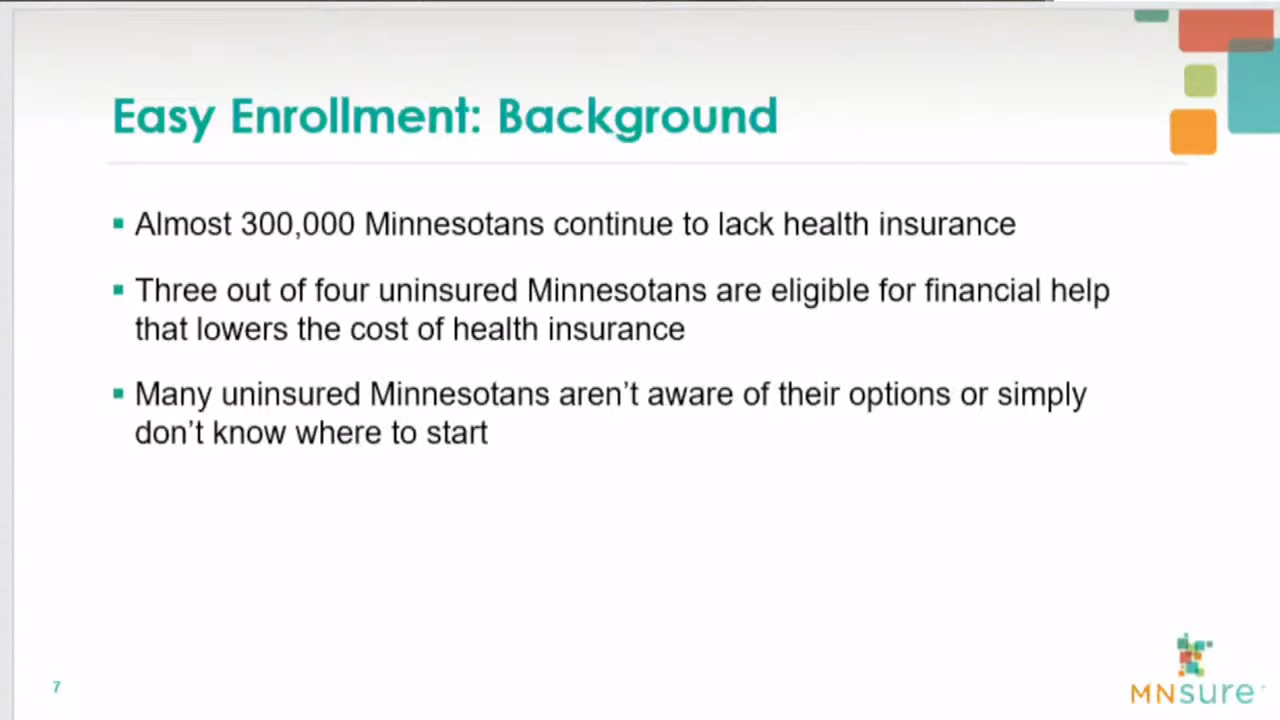 Easy Enrollment: Background
▪ Almost 300,000 Minnesotans continue to lack health insurance
▪ Three out of four uninsured Minnesotans are eligible for financial help
that lowers the cost of health insurance
▪ Many uninsured Minnesotans aren’t aware of their options or simply
don’t know where to start
7
MNsure